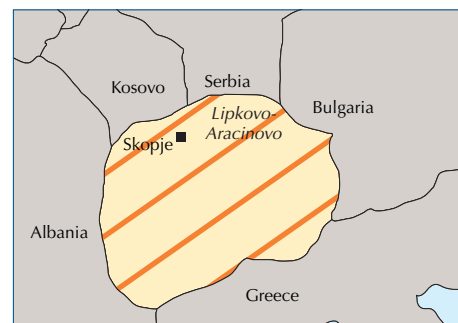 Serbia
Kosovo
Bulgaria
Lipkovo-
Aracinovo
Skopje
Albania
Greece